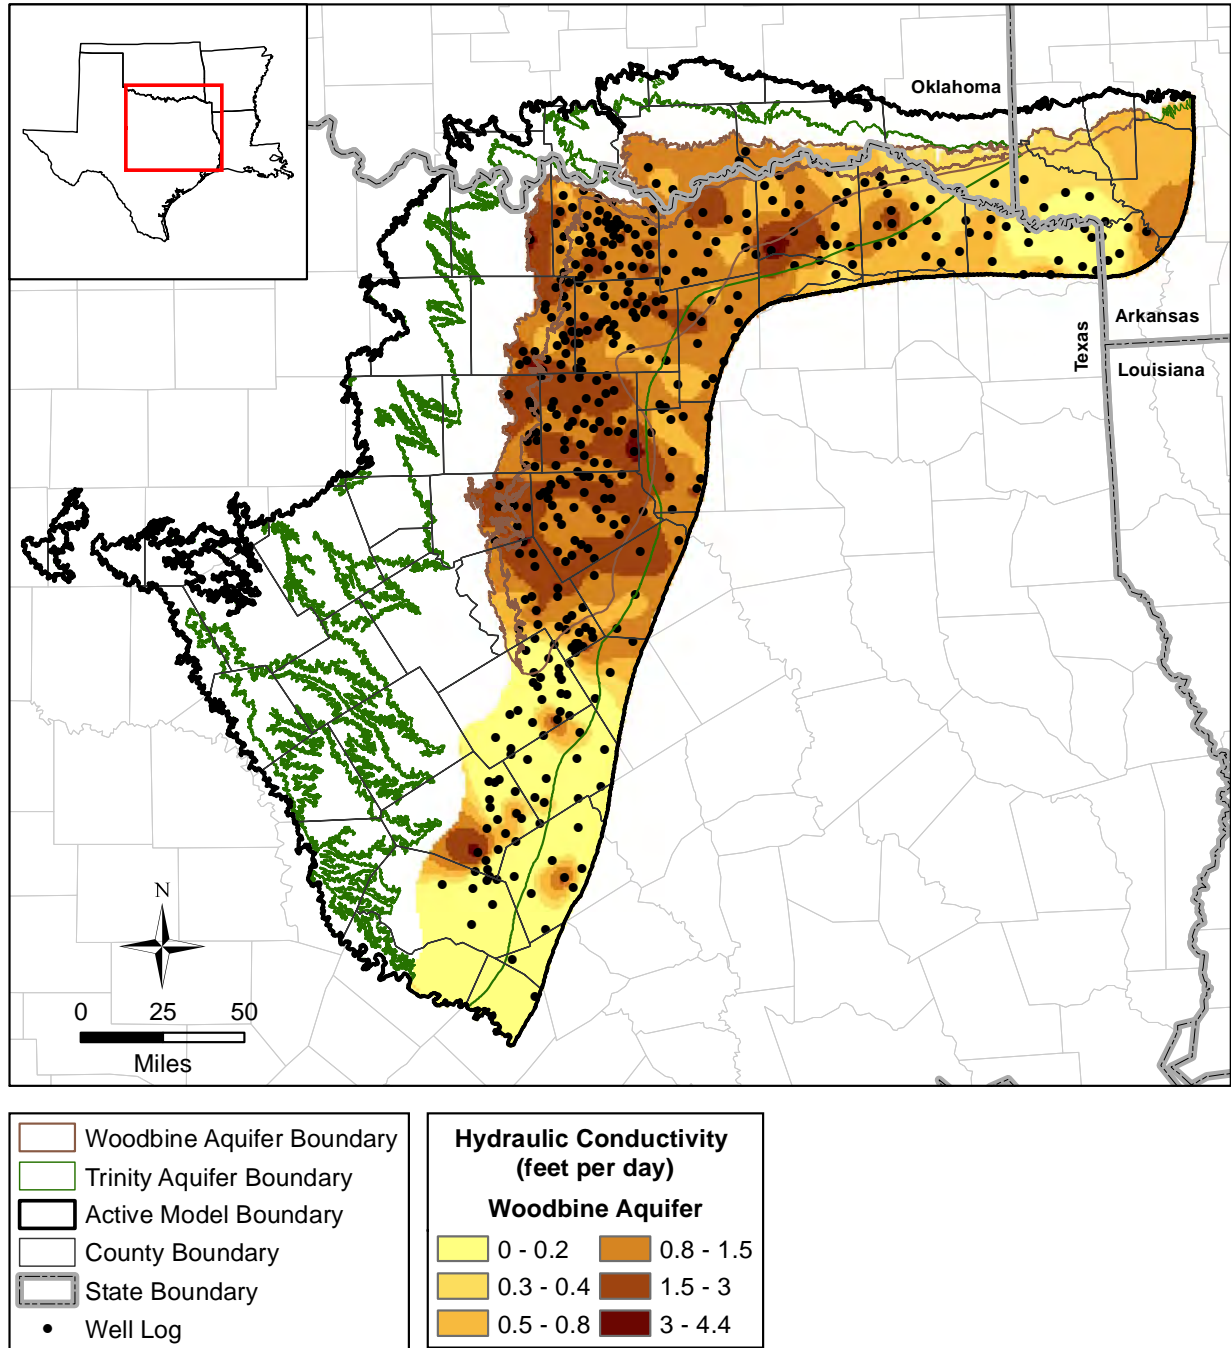 Oklahoma
Texas
Arkansas
Louisiana
N
0 25 50
Miles
Woodbine Aquifer Boundary
Trinity Aquifer Boundary
Active Model Boundary
County Boundary
State Boundary
Well Log
Hydraulic Conductivity
(feet per day)
Woodbine Aquifer
0 - 0.2 0.8 - 1.5
0.3 - 0.4 1.5 - 3
0.5 - 0.8 3 - 4.4